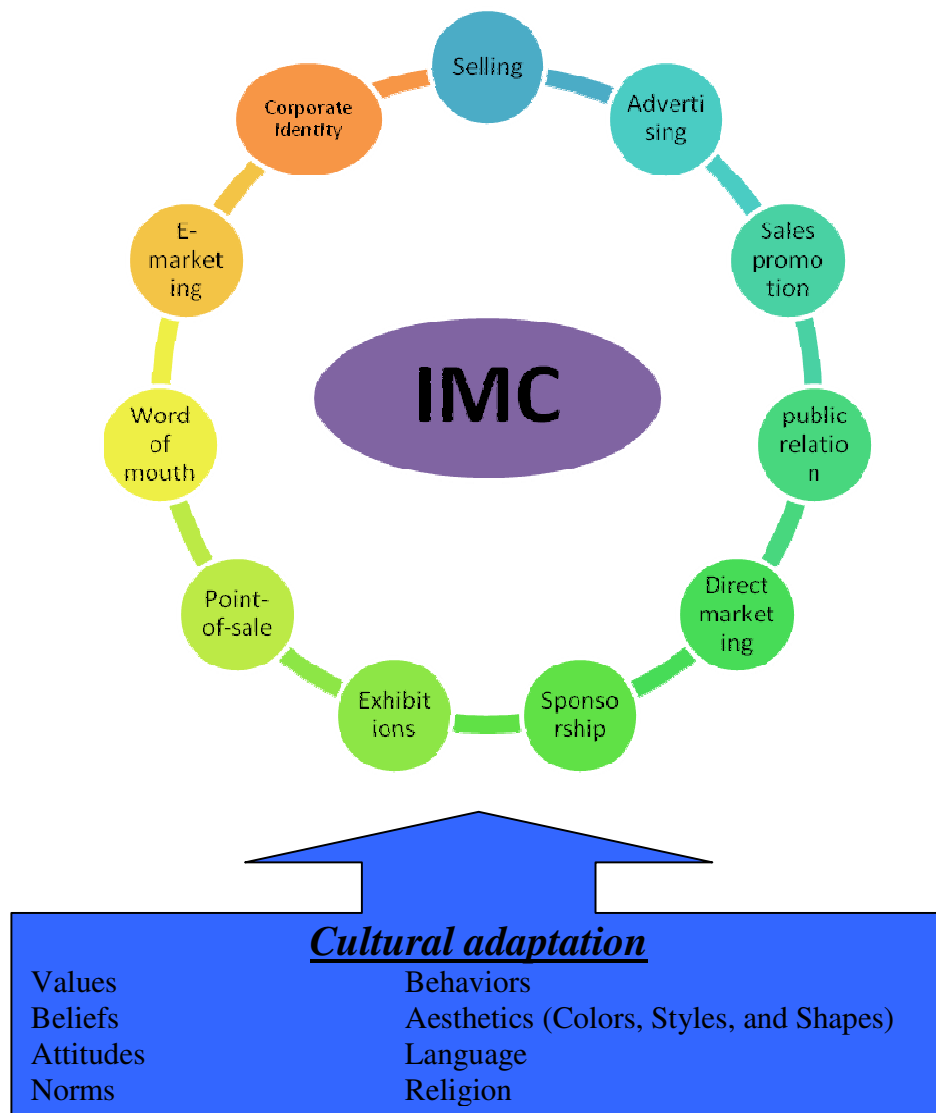 Selling
Corporate
identity
Adverti
sing
E-
market
ing
Sales
promo
tion
IMC
Word
of
mouth
public
relatio
n
Point-
of-sale
Direct
market
ing
Exhibit
ions
Sponso
rship
Cultural adaptation
Values Behaviors
Beliefs Aesthetics (Colors, Styles, and Shapes)
Attitudes Language
Norms Religion